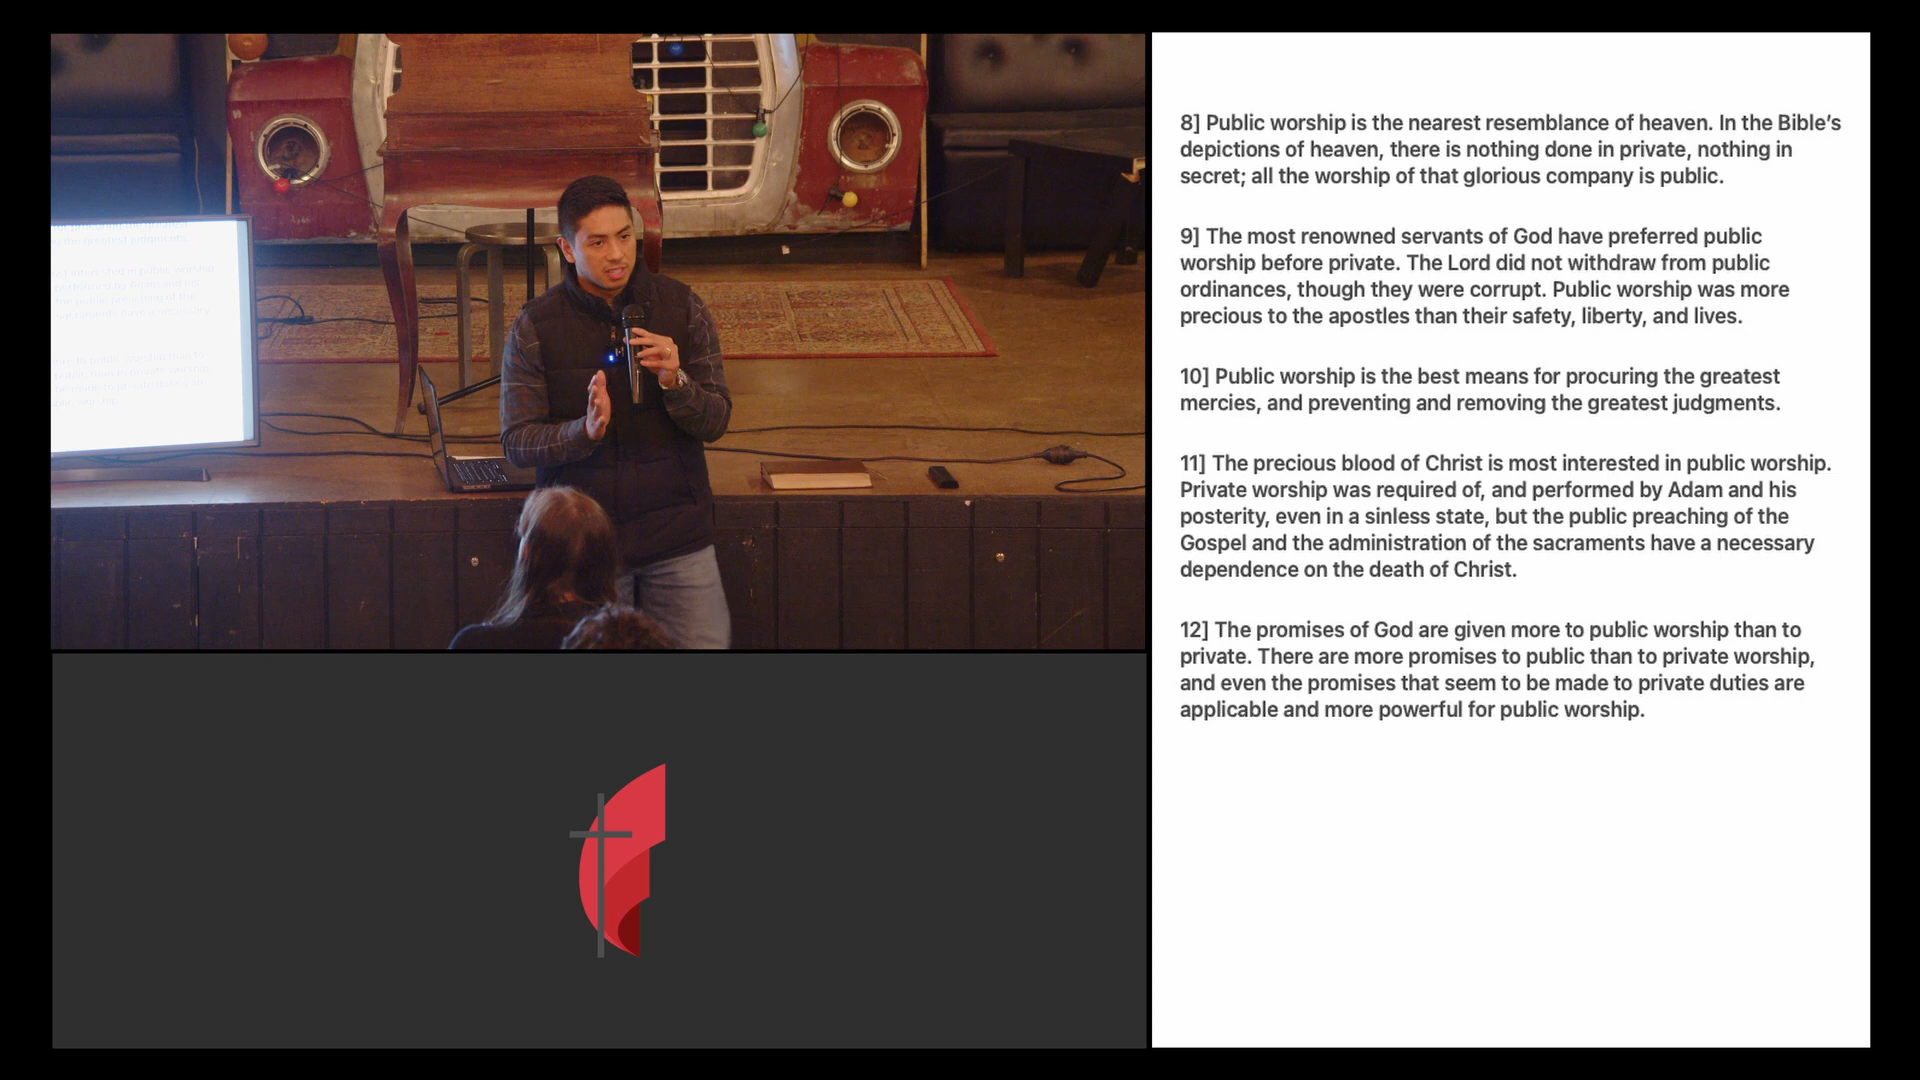 8] Public worship is the nearest resemblance of heaven. In the Bible’s
depictions of heaven, there is nothing done in private, nothing in
secret; all the worship of that glorious company is public.
9] The most renowned servants of God have preferred public
worship before private. The Lord did not withdraw from public
ordinances, though they were corrupt. Public worship was more
precious to the apostles than their safety, liberty, and lives.
10] Public worship is the best means for procuring the greatest
mercies, and preventing and removing the greatest judgments.
11] The precious blood of Christ is most interested in public worship.
Private worship was required of, and performed by Adam and his
posterity, even in a sinless state, but the public preaching of the
Gospel and the administration of the sacraments have a necessary
dependence on the death of Christ.
12] The promises of God are given more to public worship than to
private. There are more promises to public than to private worship,
and even the promises that seem to be made to private duties are
applicable and more powerful for public worship.